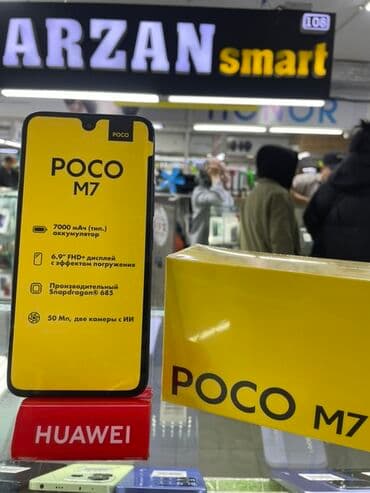 108
ARZAN smart
HONOR
POCO
POCO
M7
7000 мАч (тип.)
аккумулятор
6.9" FHD+ дисплей
с эффектом погружения
Производительный
Snapdragon® 685
50 Мп, две камеры с ИИ
POCO M7
HUAWEI